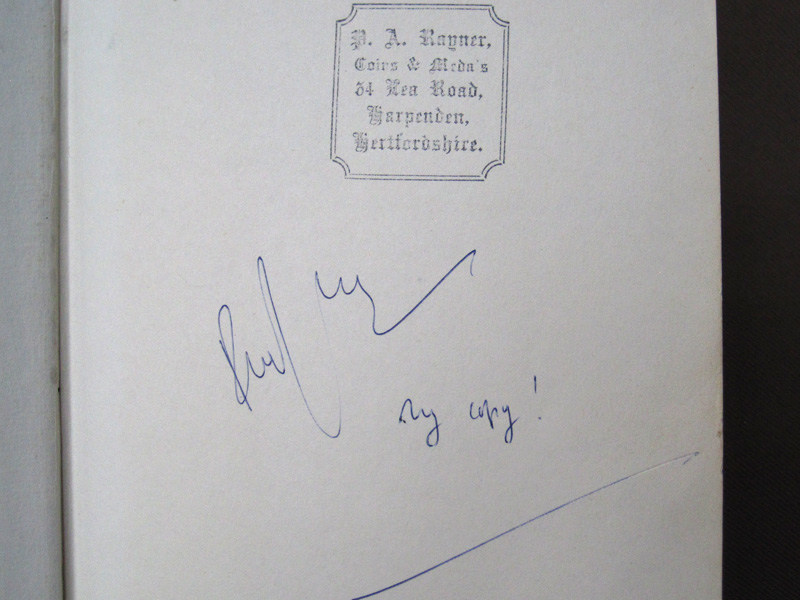 P. A. Rayner,
Coins & Medals
54 Lea Road,
Harpenden,
Hertfordshire.
My copy!